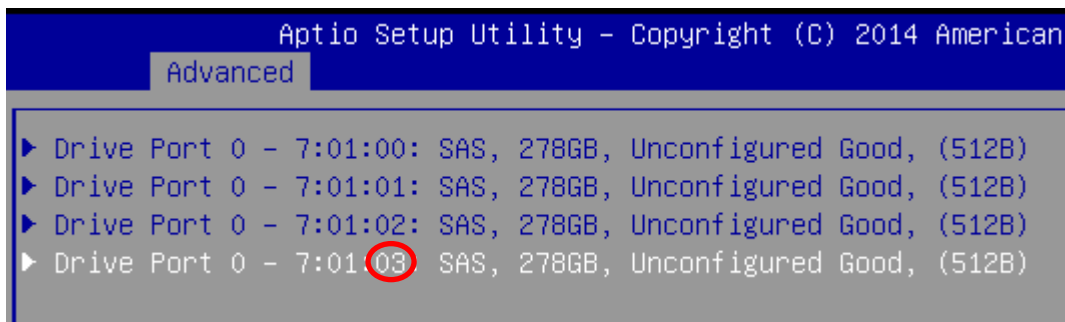 Aptio Setup Utility – Copyright (C) 2014 American
Advanced
Drive Port 0 – 7:01:00: SAS, 278GB, Unconfigured Good, (512B)
Drive Port 0 – 7:01:01: SAS, 278GB, Unconfigured Good, (512B)
Drive Port 0 – 7:01:02: SAS, 278GB, Unconfigured Good, (512B)
Drive Port 0 – 7:01:03: SAS, 278GB, Unconfigured Good, (512B)